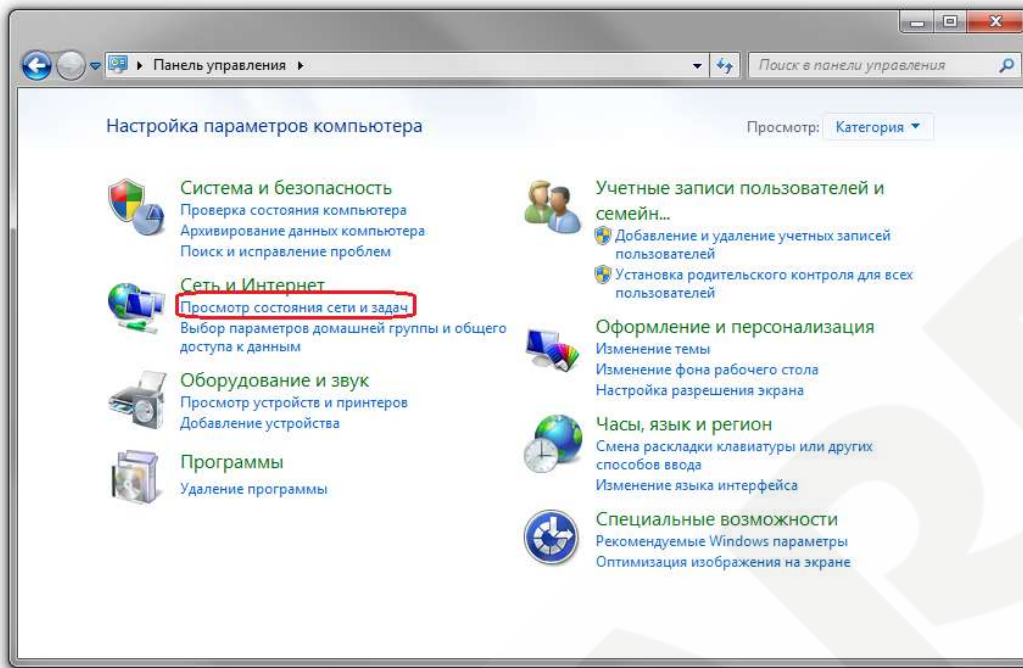 Панель управления
Поиск в панели управления
Настройка параметров компьютера
Просмотр: Категория
Система и безопасность
Проверка состояния компьютера
Архивирование данных компьютера
Поиск и исправление проблем
Сеть и Интернет
Просмотр состояния сети и задач
Выбор параметров домашней группы и общего
доступа к данным
Оборудование и звук
Просмотр устройств и принтеров
Добавление устройства
Программы
Удаление программы
Учетные записи пользователей и
семейн...
Добавление и удаление учетных записей
пользователей
Установка родительского контроля для всех
пользователей
Оформление и персонализация
Изменение темы
Изменение фона рабочего стола
Настройка разрешения экрана
Часы, язык и регион
Смена раскладки клавиатуры или других
способов ввода
Изменение языка интерфейса
Специальные возможности
Рекомендуемые Windows параметры
Оптимизация изображения на экране